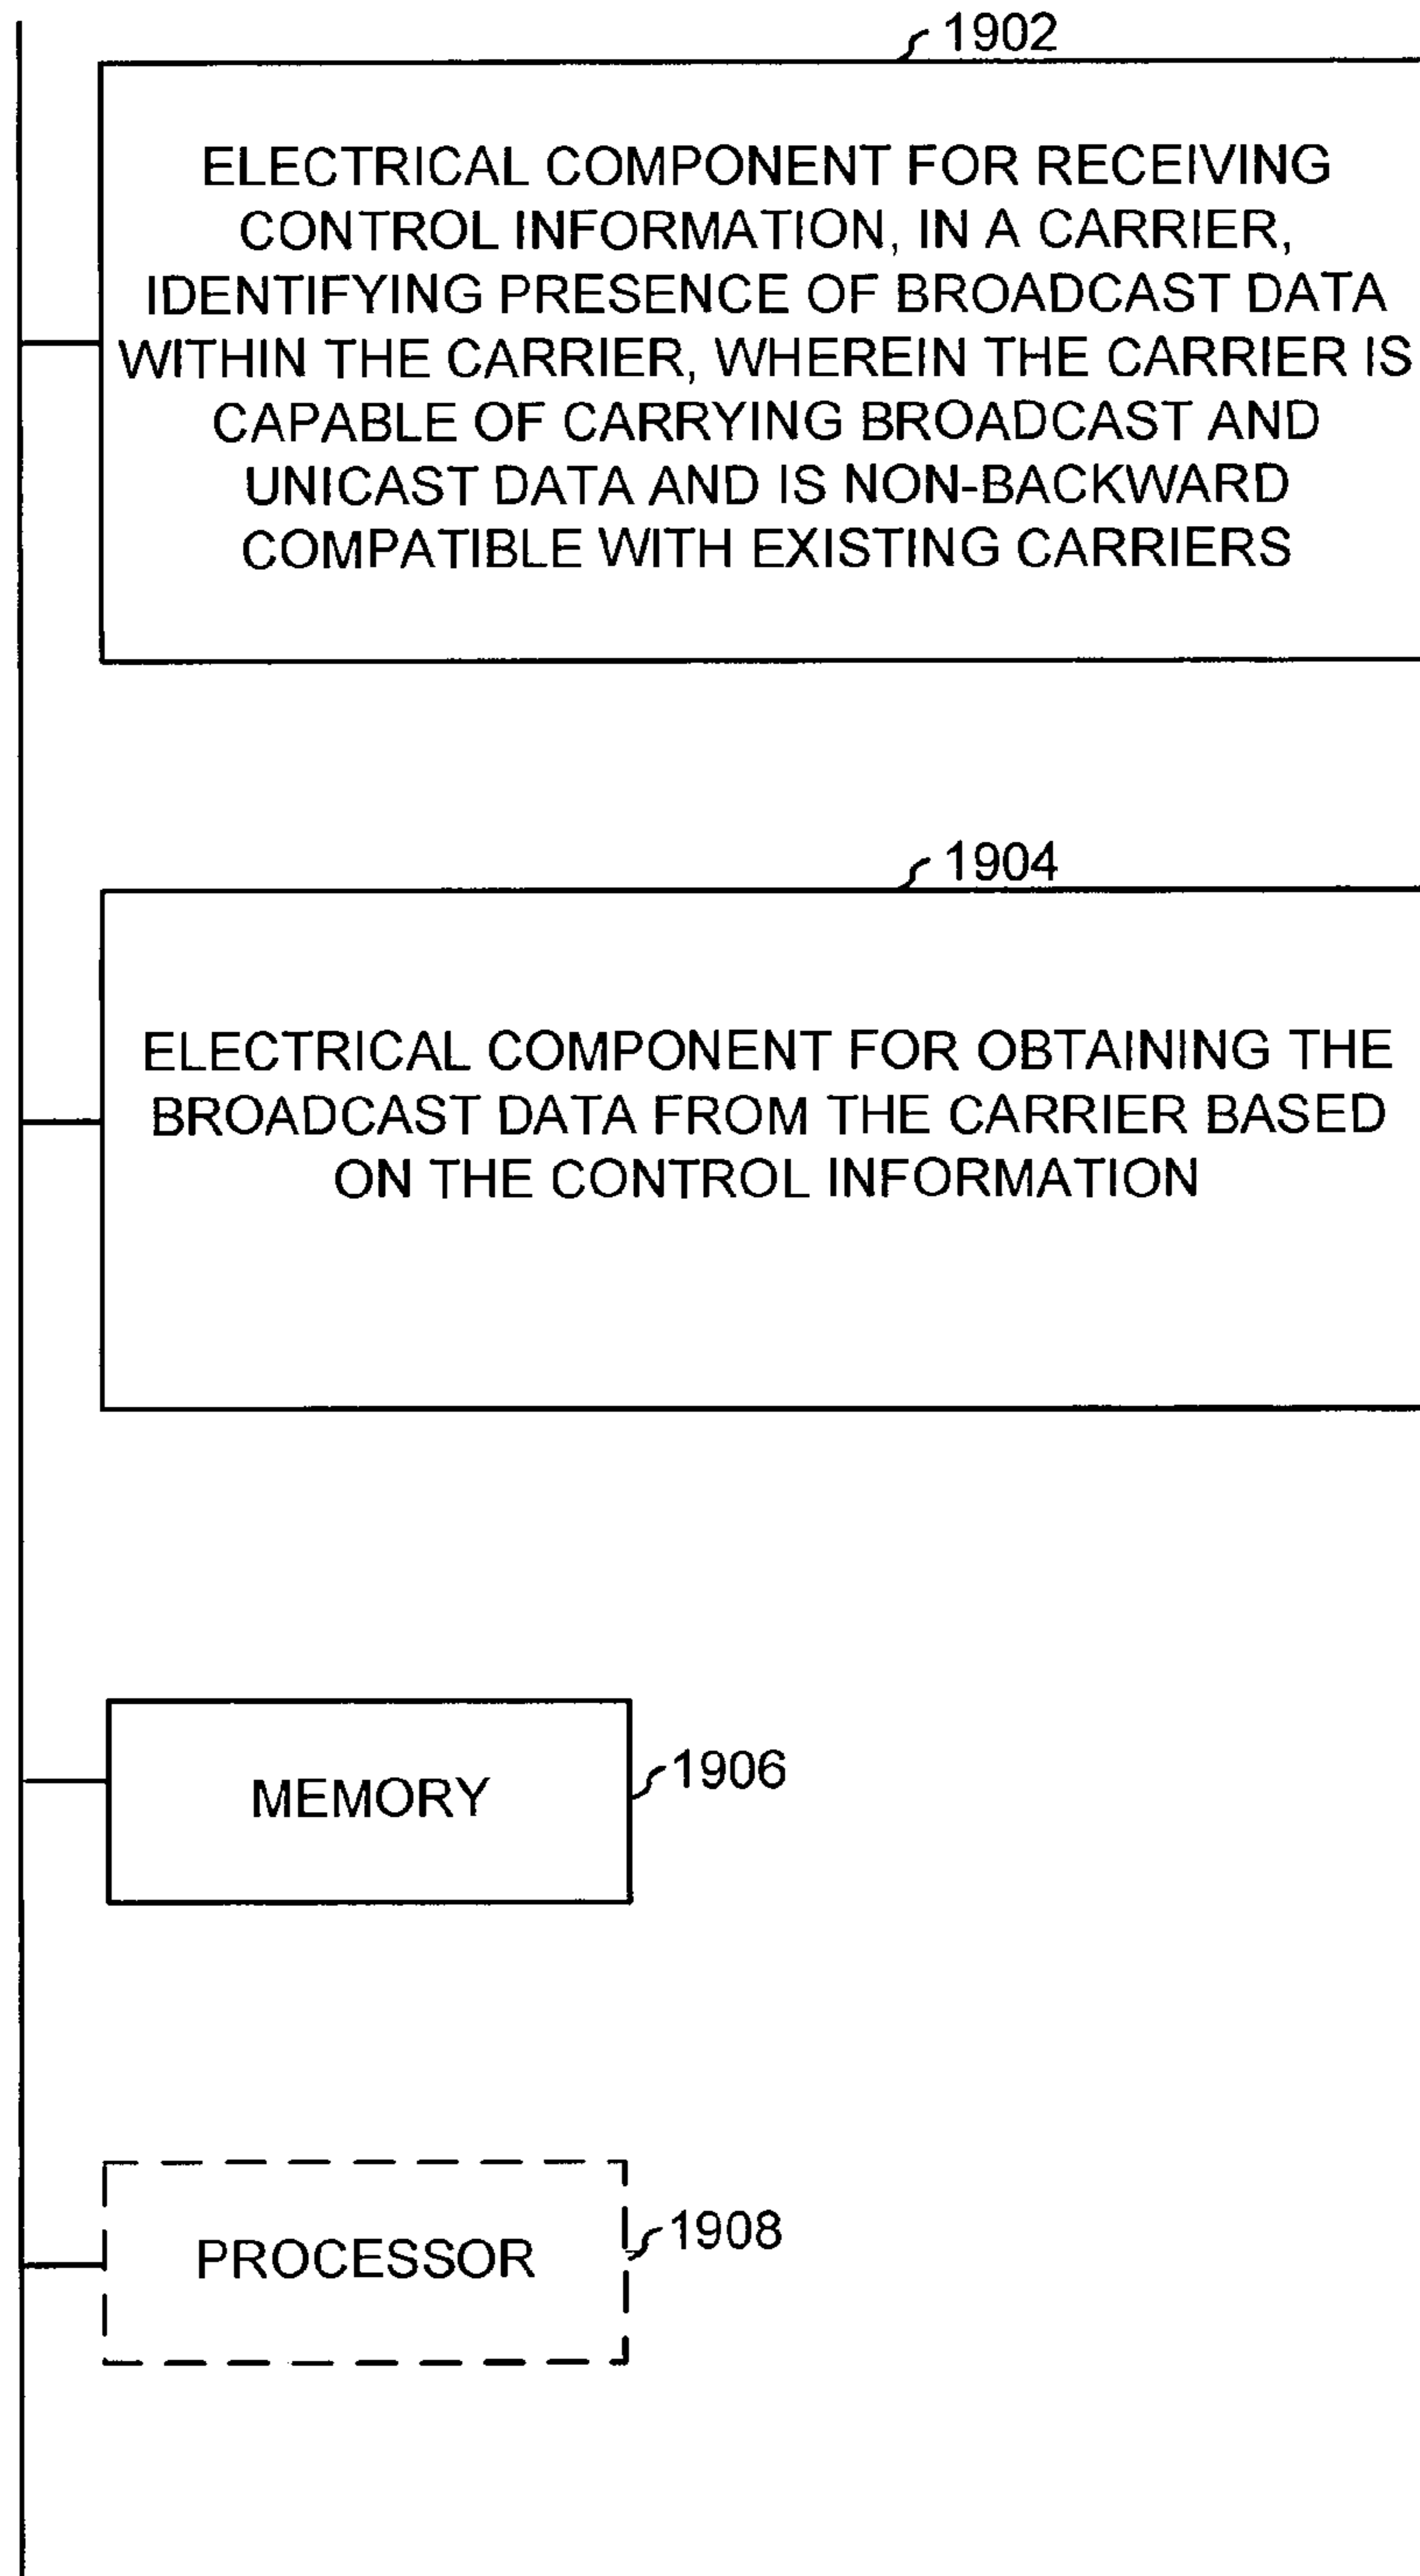 1902
ELECTRICAL COMPONENT FOR RECEIVING
CONTROL INFORMATION, IN A CARRIER,
IDENTIFYING PRESENCE OF BROADCAST DATA
WITHIN THE CARRIER, WHEREIN THE CARRIER IS
CAPABLE OF CARRYING BROADCAST AND
UNICAST DATA AND IS NON-BACKWARD
COMPATIBLE WITH EXISTING CARRIERS
1904
ELECTRICAL COMPONENT FOR OBTAINING THE
BROADCAST DATA FROM THE CARRIER BASED
ON THE CONTROL INFORMATION
MEMORY
1906
PROCESSOR
1908